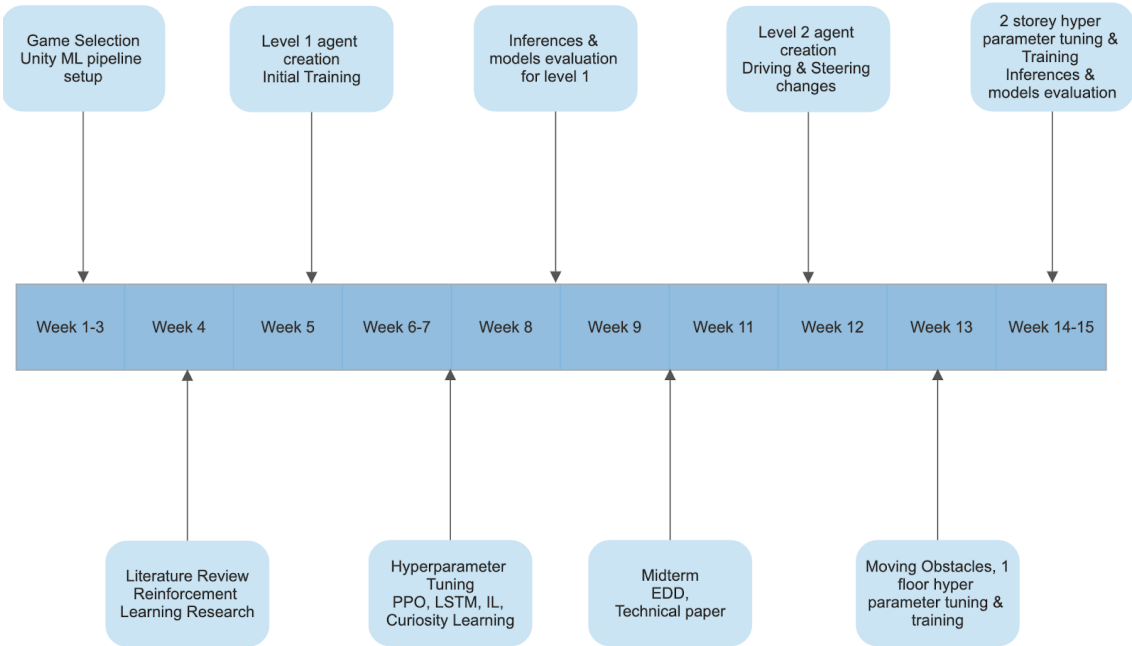 Game Selection
Unity ML pipeline
setup
Level 1 agent
creation
Initial Training
Inferences &
models evaluation
for level 1
Level 2 agent
creation
Driving & Steering
changes
2 storey hyper
parameter tuning &
Training
Inferences &
models evaluation
Week 1-3
Week 4
Week 5
Week 6-7
Week 8
Week 9
Week 11
Week 12
Week 13
Week 14-15
Literature Review
Reinforcement
Learning Research
Hyperparameter
Tuning
PPO, LSTM, IL,
Curiosity Learning
Midterm
EDD,
Technical paper
Moving Obstacles, 1
floor hyper
parameter tuning &
training